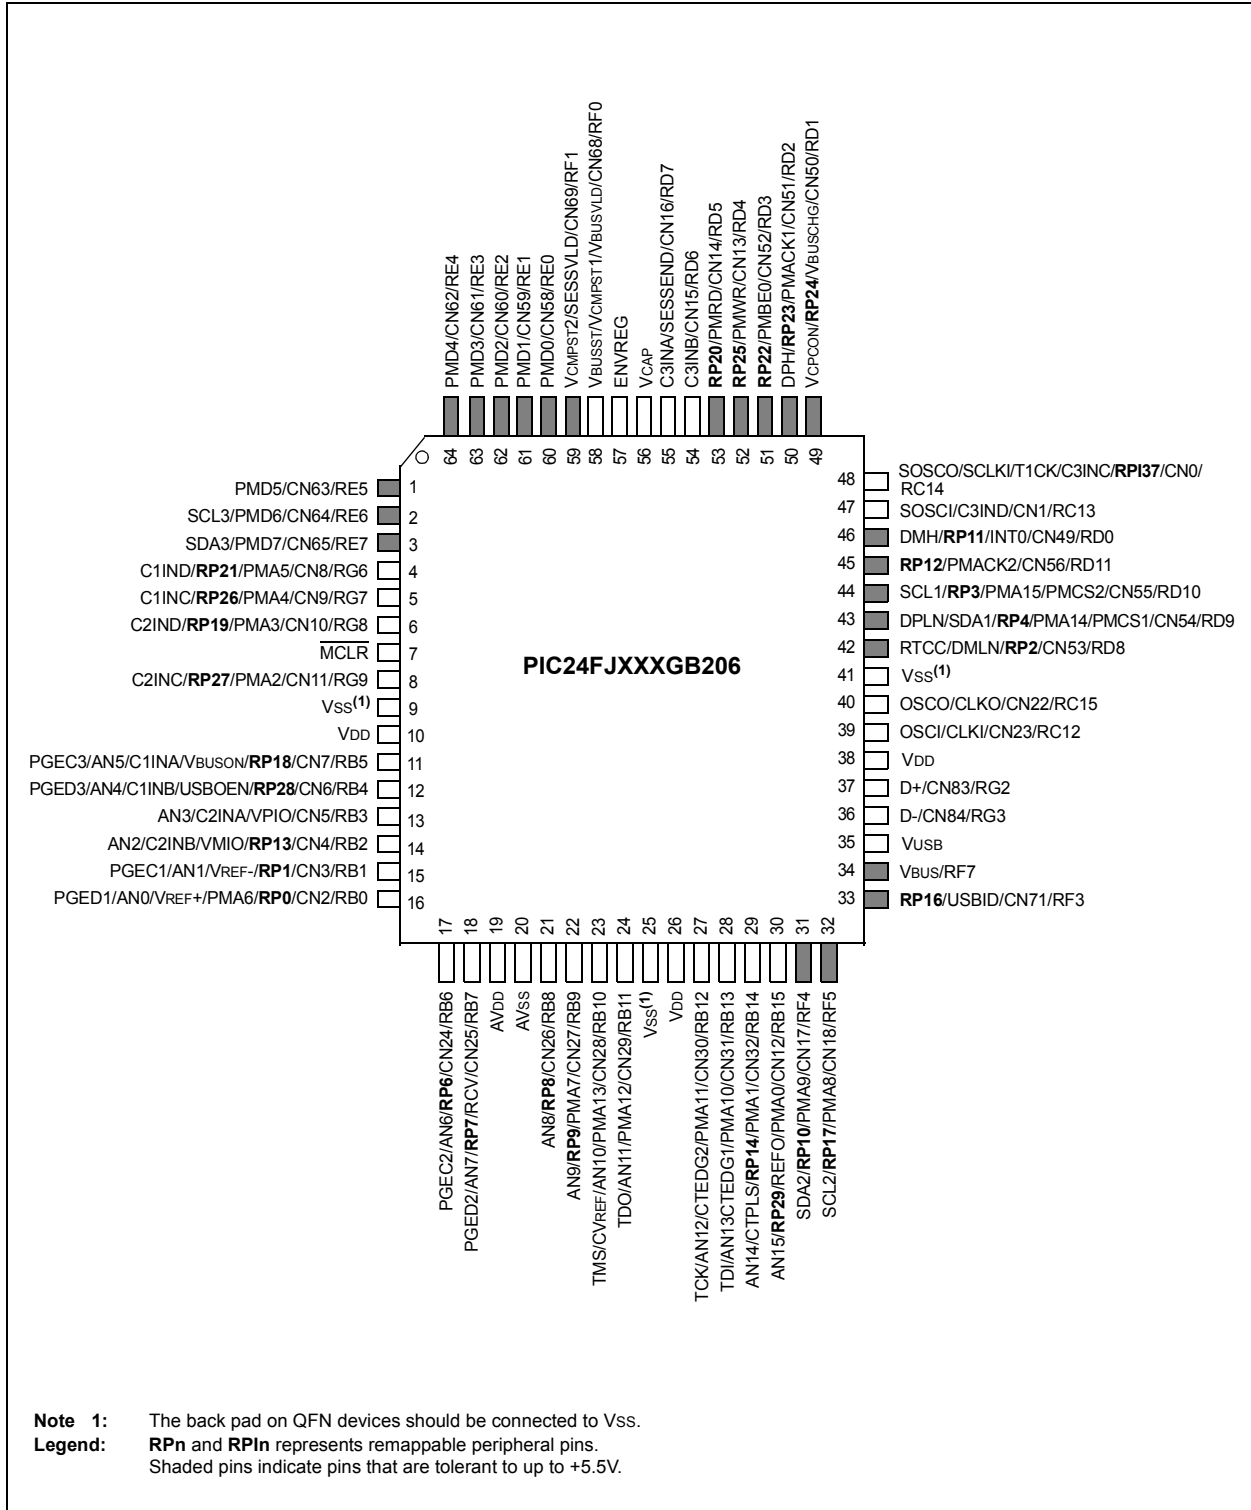 PMD4/CN62/RE4
PMD3/CN61/RE3
PMD2/CN60/RE2
PMD1/CN59/RE1
PMD0/CN58/RE0
VCMPST2/SESSVLD/CN69/RF1
VBUSST/VCMPST1/VBUSVLD/CN68/RF0
ENVREG
VCAP
C3INA/SESSEND/CN16/RD7
C3INB/CN15/RD6
RP20/PMRD/CN14/RD5
RP25/PMWR/CN13/RD4
RP22/PMBE0/CN52/RD3
DPH/RP23/PMACK1/CN51/RD2
VCPCON/RP24/VBUSCHG/CN50/RD1
64 63 62 61 60 59 58 57 56 55 54 53 52 51 50 49
PMD5/CN63/RE5 1
SCL3/PMD6/CN64/RE6 2
SDA3/PMD7/CN65/RE7 3
C1IND/RP21/PMA5/CN8/RG6 4
C1INC/RP26/PMA4/CN9/RG7 5
C2IND/RP19/PMA3/CN10/RG8 6
MCLR 7
C2INC/RP27/PMA2/CN11/RG9 8
VSS(1) 9
VDD 10
PGEC3/AN5/C1INA/VBUSON/RP18/CN7/RB5 11
PGED3/AN4/C1INB/USBOEN/RP28/CN6/RB4 12
AN3/C2INA/VPIO/CN5/RB3 13
AN2/C2INB/VMIO/RP13/CN4/RB2 14
PGEC1/AN1/VREF-/RP1/CN3/RB1 15
PGED1/AN0/VREF+/PMA6/RP0/CN2/RB0 16
PIC24FJXXXGB206
48 SOSCO/SCLKI/T1CK/C3INC/RPI37/CN0/
RC14
47 SOSCI/C3IND/CN1/RC13
46 DMH/RP11/INT0/CN49/RD0
45 RP12/PMACK2/CN56/RD11
44 SCL1/RP3/PMA15/PMCS2/CN55/RD10
43 DPLN/SDA1/RP4/PMA14/PMCS1/CN54/RD9
42 RTCC/DMLN/RP2/CN53/RD8
41 VSS(1)
40 OSCO/CLKO/CN22/RC15
39 OSCI/CLKI/CN23/RC12
38 VDD
37 D+/CN83/RG2
36 D-/CN84/RG3
35 VUSB
34 VBUS/RF7
33 RP16/USBID/CN71/RF3
17 18 19 20 21 22 23 24 25 26 27 28 29 30 31 32
PGEC2/AN6/RP6/CN24/RB6
PGED2/AN7/RP7/RCV/CN25/RB7
AVDD
AVSS
AN8/RP8/CN26/RB8
AN9/RP9/PMA7/CN27/RB9
TMS/CVREF/AN10/PMA13/CN28/RB10
TDO/AN11/PMA12/CN29/RB11
VSS(1)
VDD
TCK/AN12/CTEDG2/PMA11/CN30/RB12
TDI/AN13CTEDG1/PMA10/CN31/RB13
AN14/CTPLS/RP14/PMA1/CN32/RB14
AN15/RP29/REFO/PMA0/CN12/RB15
SDA2/RP10/PMA9/CN17/RF4
SCL2/RP17/PMA8/CN18/RF5
Note 1: The back pad on QFN devices should be connected to VSS.
Legend: RPn and RPIn represents remappable peripheral pins.
Shaded pins indicate pins that are tolerant to up to +5.5V.